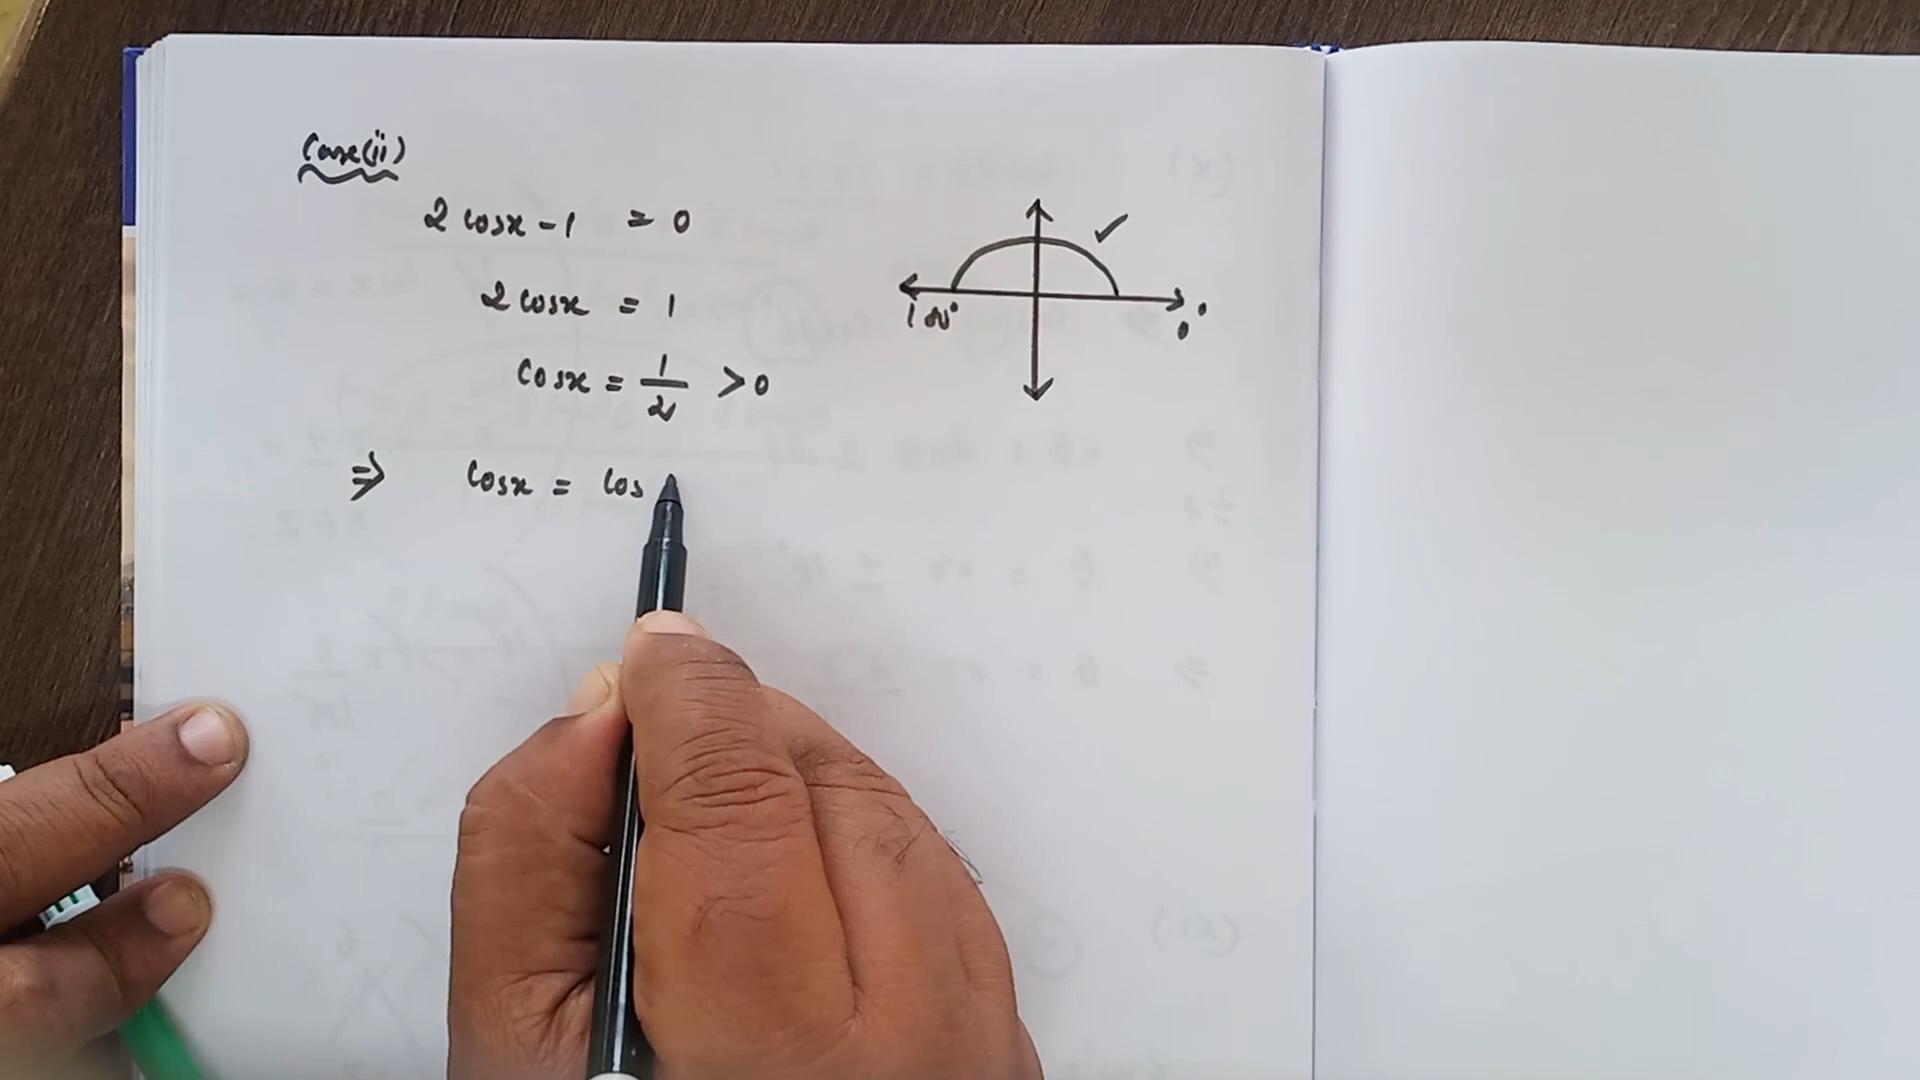 Case(ii)
2 cosx - 1 = 0
2 cosx = 1
cosx = 1/2 > 0
⇒ cosx = cos
180°
0°